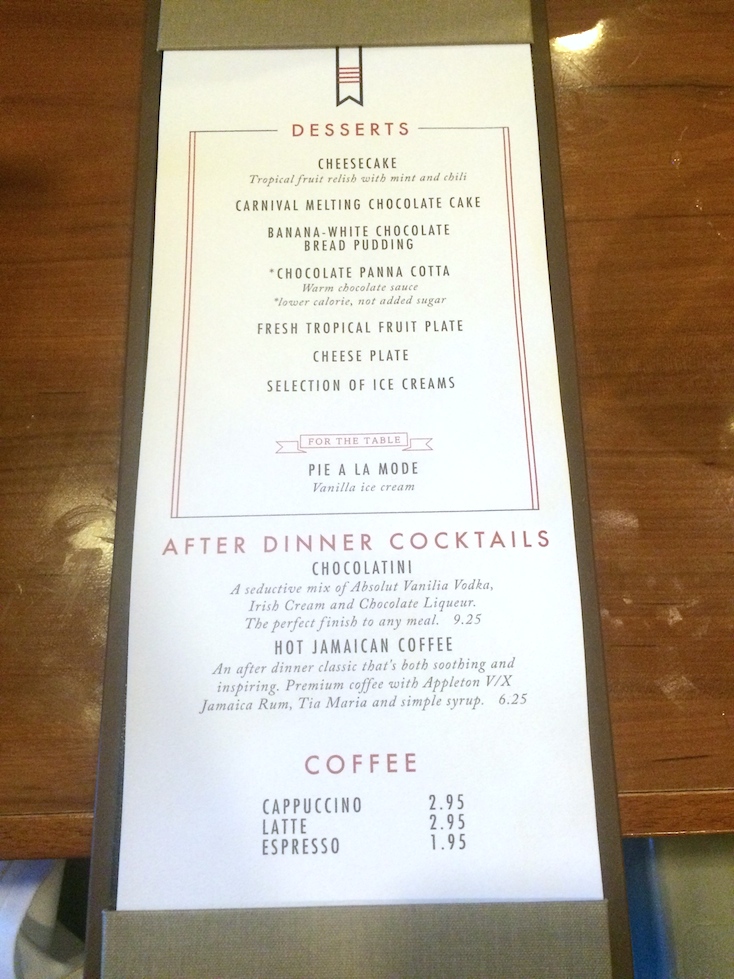 DESSERTS
CHEESECAKE
Tropical fruit relish with mint and chili
CARNIVAL MELTING CHOCOLATE CAKE
BANANA-WHITE CHOCOLATE
BREAD PUDDING
*CHOCOLATE PANNA COTTA
Warm chocolate sauce
*lower calorie, not added sugar
FRESH TROPICAL FRUIT PLATE
CHEESE PLATE
SELECTION OF ICE CREAMS
FOR THE TABLE
PIE A LA MODE
Vanilla ice cream
AFTER DINNER COCKTAILS
CHOCOLATINI
A seductive mix of Absolut Vanilia Vodka,
Irish Cream and Chocolate Liqueur.
The perfect finish to any meal. 9.25
HOT JAMAICAN COFFEE
An after dinner classic that's both soothing and
inspiring. Premium coffee with Appleton V/X
Jamaica Rum, Tia Maria and simple syrup. 6.25
COFFEE
CAPPUCCINO 2.95
LATTE 2.95
ESPRESSO 1.95